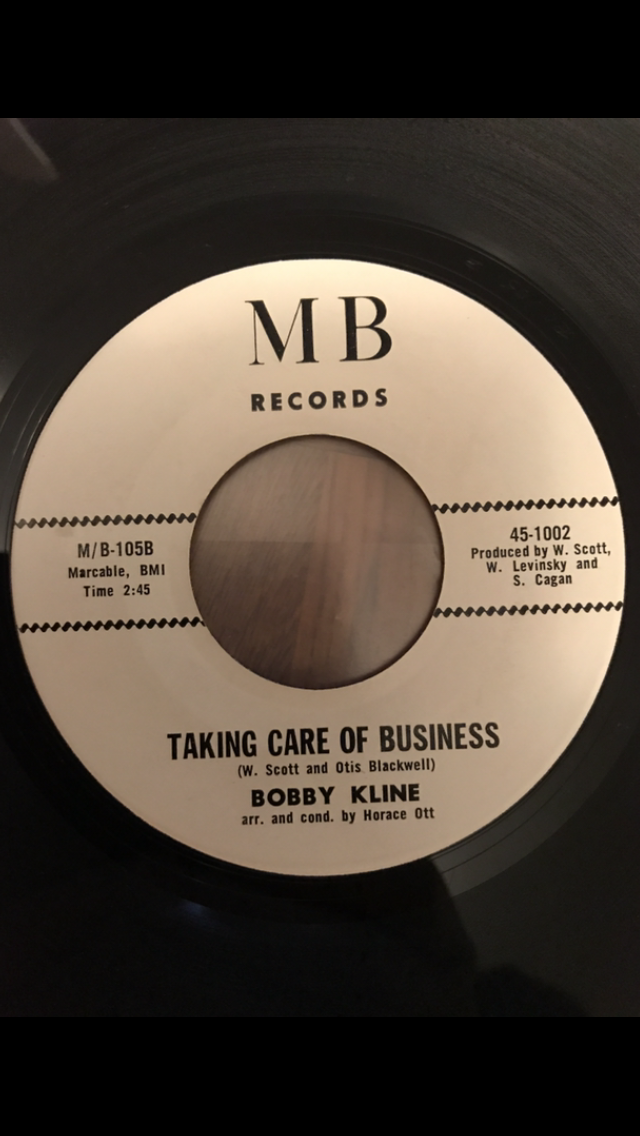 M B
RECORDS
M/B-105B
Marcable, BMI
Time 2:45
45-1002
Produced by W. Scott,
W. Levinsky and
S. Cagan
TAKING CARE OF BUSINESS
(W. Scott and Otis Blackwell)
BOBBY KLINE
arr. and cond. by Horace Ott